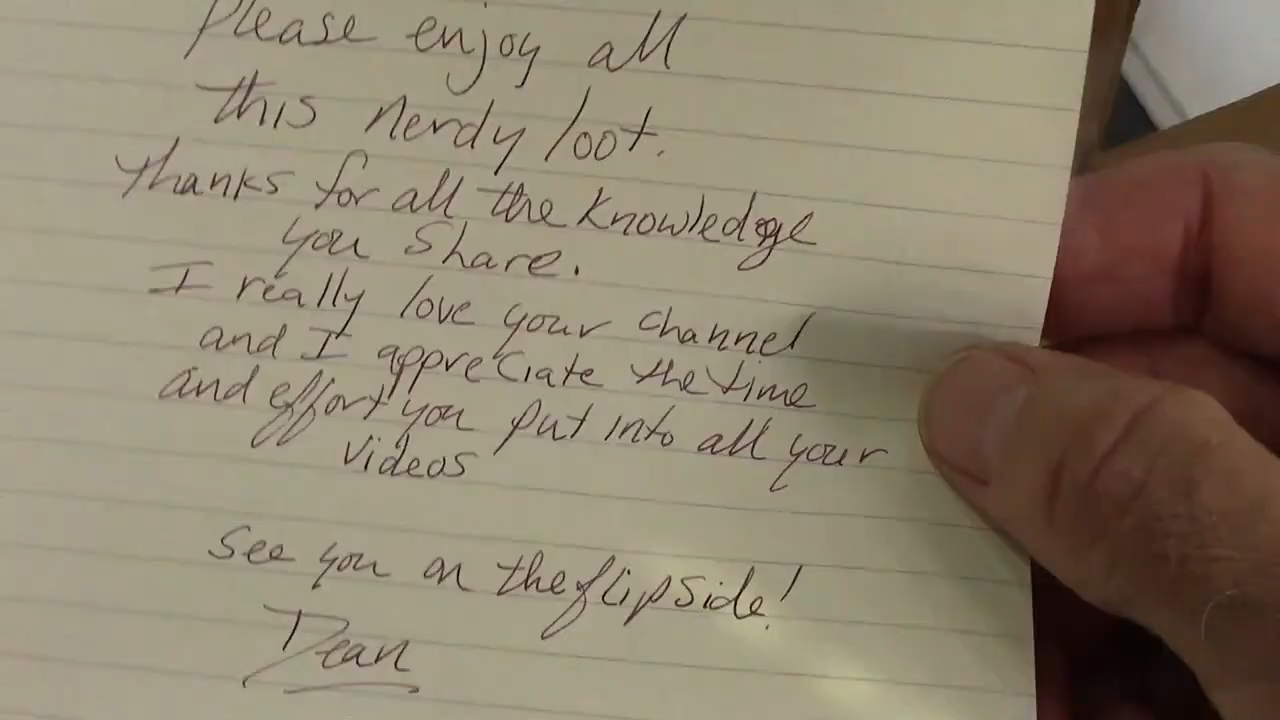 Please enjoy all
this nerdy loot.
Thanks for all the knowledge
you share.
I really love your channel
and I appreciate the time
and effort you put into all your
videos
See you on the flipside!
Dean